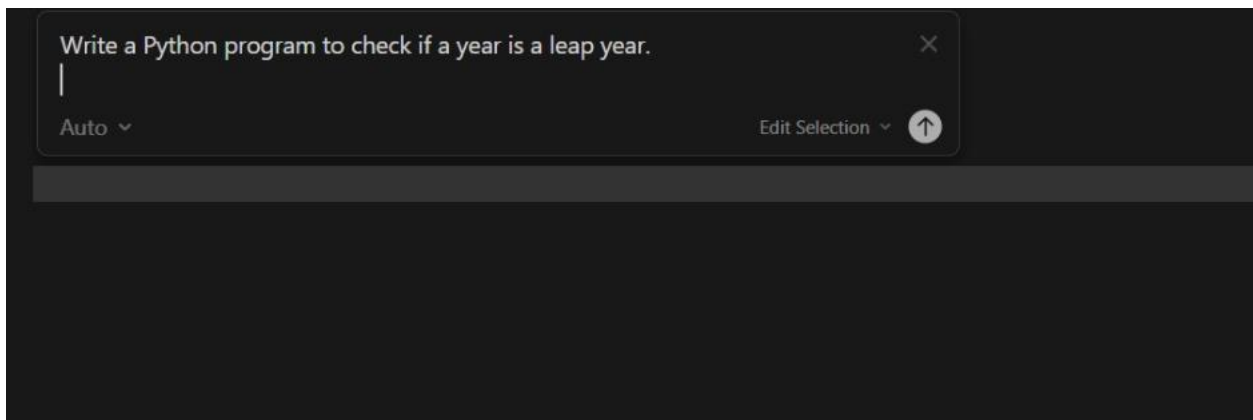 Write a Python program to check if a year is a leap year.
Auto
Edit Selection